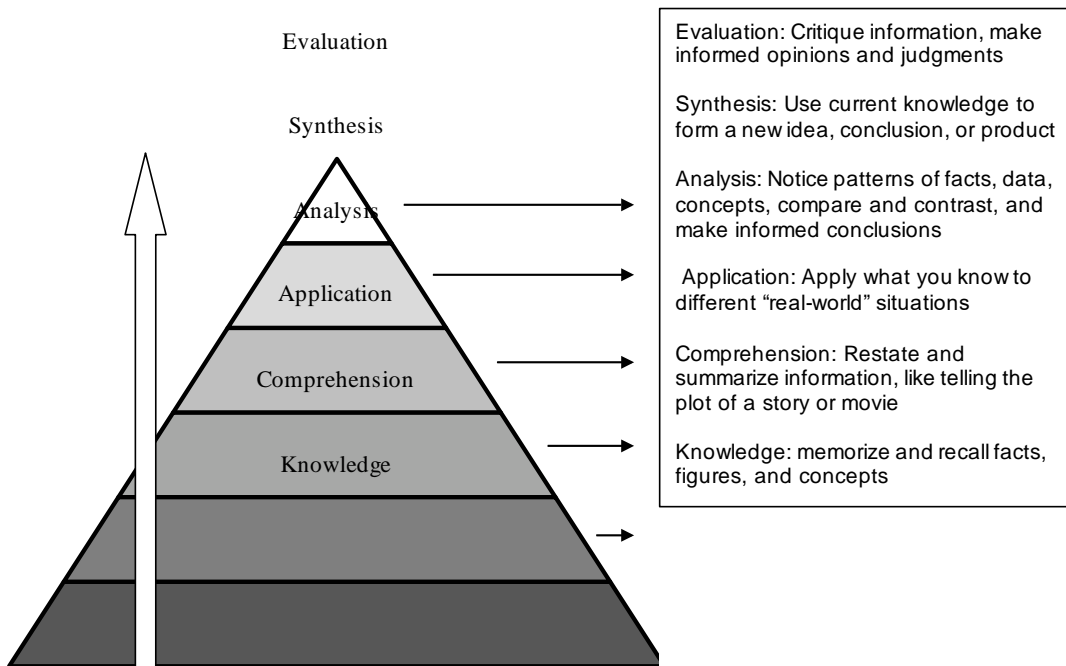 Evaluation
Synthesis
Analysis
Application
Comprehension
Knowledge
Evaluation: Critique information, make
informed opinions and judgments
Synthesis: Use current knowledge to
form a new idea, conclusion, or product
Analysis: Notice patterns of facts, data,
concepts, compare and contrast, and
make informed conclusions
Application: Apply what you know to
different “real-world” situations
Comprehension: Restate and
summarize information, like telling the
plot of a story or movie
Knowledge: memorize and recall facts,
figures, and concepts